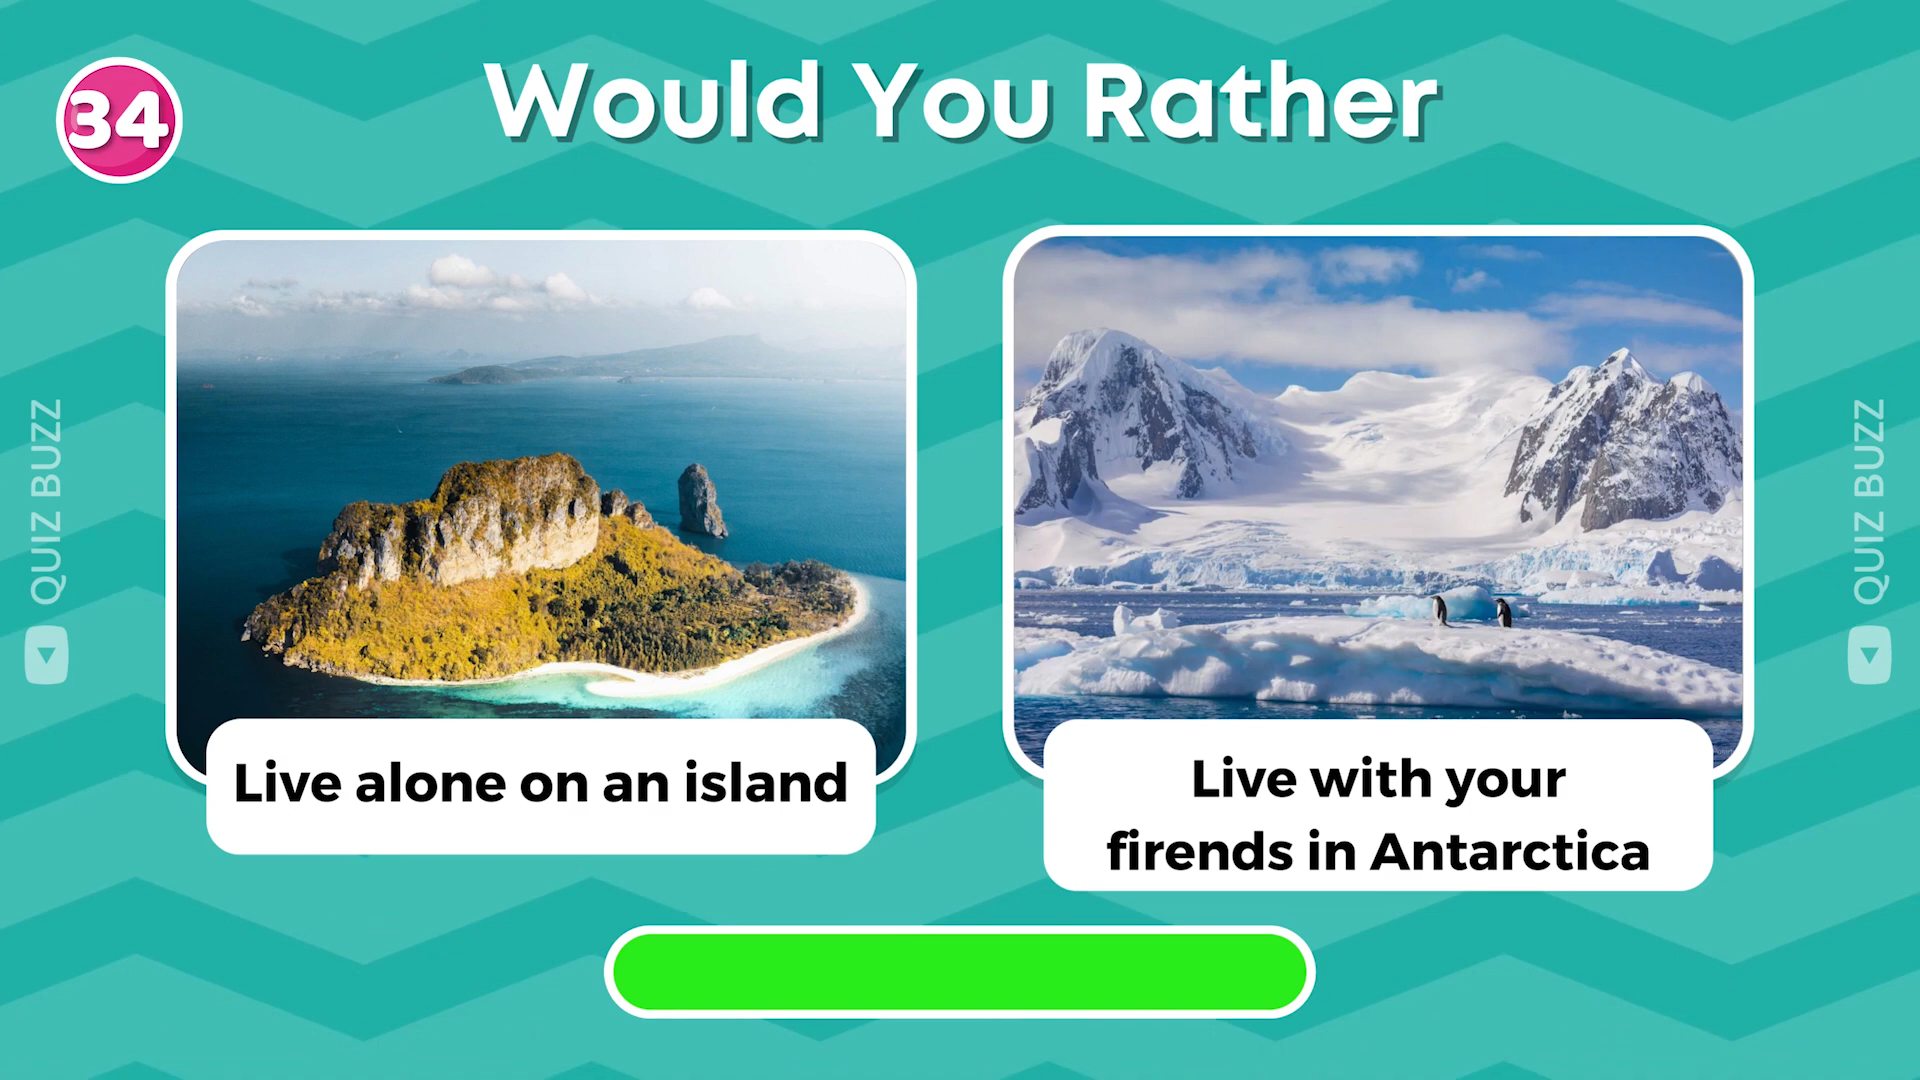 34
Would You Rather
QUIZ BUZZ
QUIZ BUZZ
Live alone on an island
Live with your
firends in Antarctica